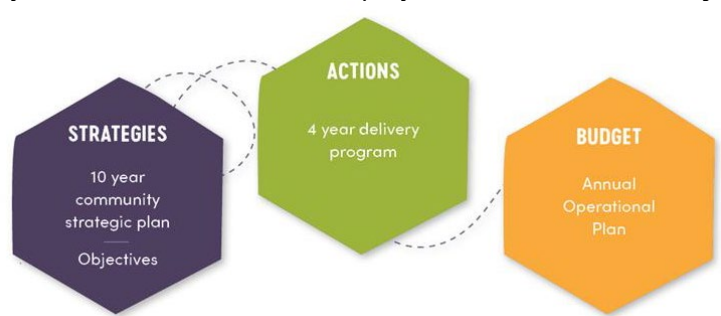 STRATEGIES
10 year
community
strategic plan
Objectives
ACTIONS
4 year delivery
program
BUDGET
Annual
Operational
Plan